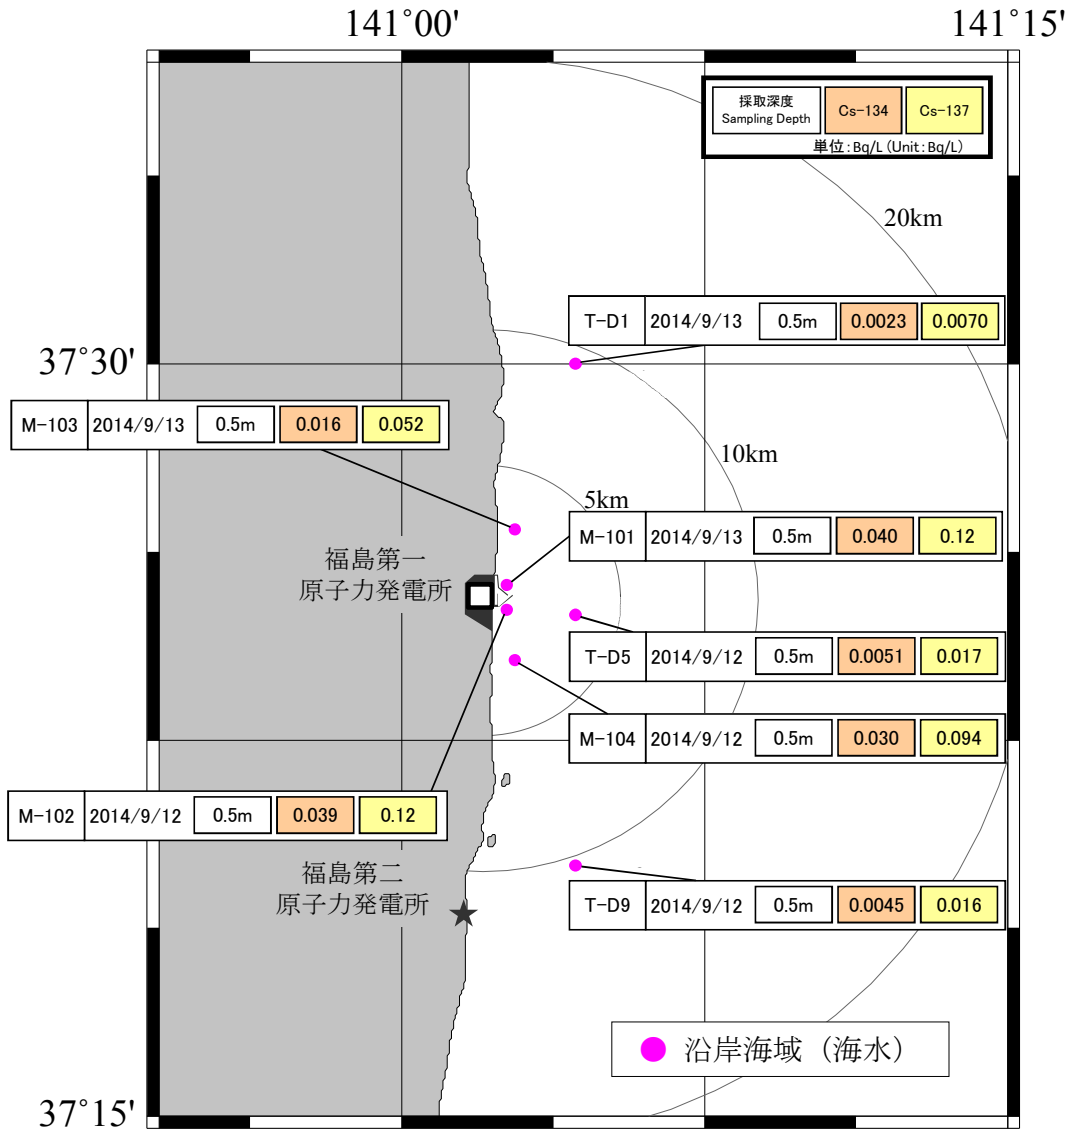 141°00'
141°15'
採取深度
Sampling Depth
Cs-134
Cs-137
単位:Bq/L (Unit:Bq/L)
20km
T-D1 2014/9/13 0.5m 0.0023 0.0070
37°30'
M-103 2014/9/13 0.5m 0.016 0.052
10km
5km
M-101 2014/9/13 0.5m 0.040 0.12
福島第一
原子力発電所
T-D5 2014/9/12 0.5m 0.0051 0.017
M-104 2014/9/12 0.5m 0.030 0.094
M-102 2014/9/12 0.5m 0.039 0.12
福島第二
原子力発電所
T-D9 2014/9/12 0.5m 0.0045 0.016
沿岸海域（海水）
37°15'